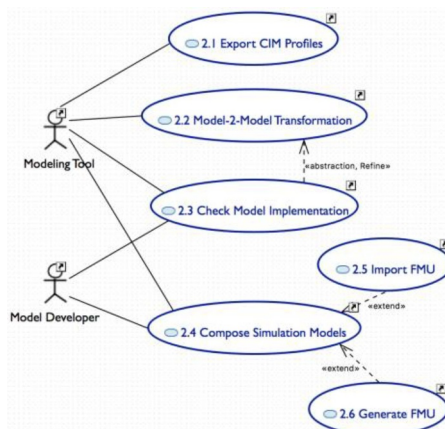 2.1 Export CIM Profiles
2.2 Model-2-Model Transformation
Modeling Tool
«abstraction, Refine»
2.3 Check Model Implementation
2.5 Import FMU
Model Developer
«extend»
2.4 Compose Simulation Models
«extend»
2.6 Generate FMU